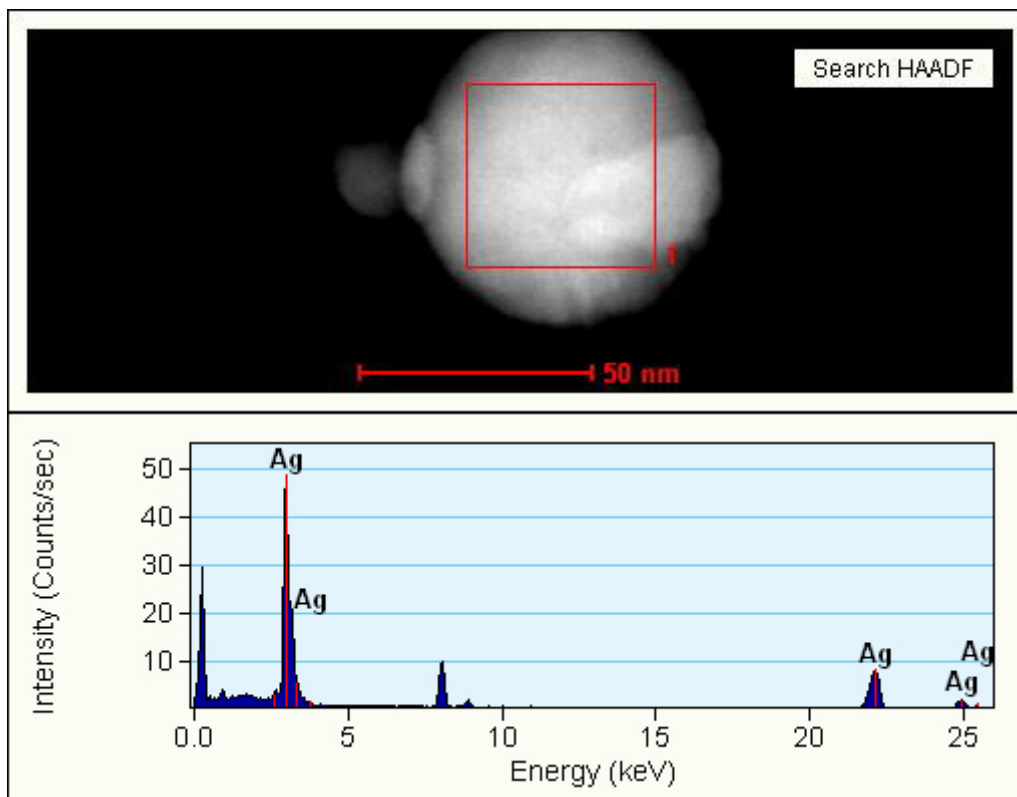 Search HAADF
1
50 nm
Intensity (Counts/sec)
50
40
30
20
10
Ag
Ag
Ag
Ag
Ag
0.0 5 10 15 20 25
Energy (keV)